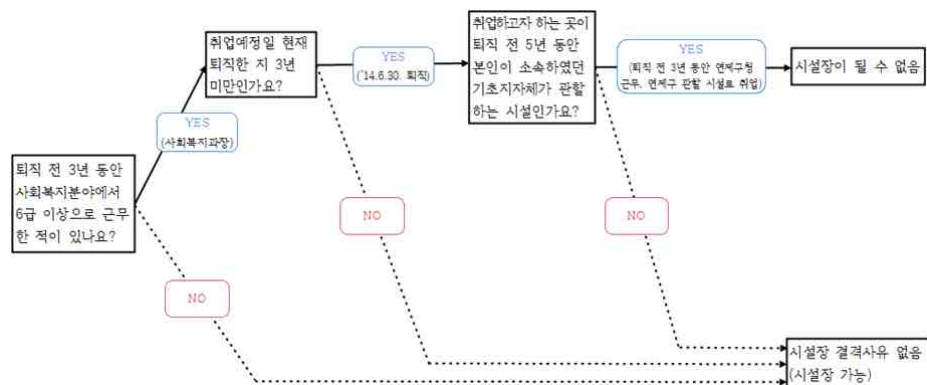 퇴직 전 3년 동안
사회복지분야에서
6급 이상으로 근무
한 적이 있나요?
YES
(사회복지과장)
취업예정일 현재
퇴직한 지 3년
미만인가요?
YES
('14.6.30. 퇴직)
취업하고자 하는 곳이
퇴직 전 5년 동안
본인이 소속하였던
기초지자체가 관할
하는 시설인가요?
YES
(퇴직 전 3년 동안 연제구청
근무, 연제구 관할 시설로 취업)
시설장이 될 수 없음
NO
NO
NO
시설장 결격사유 없음
(시설장 가능)